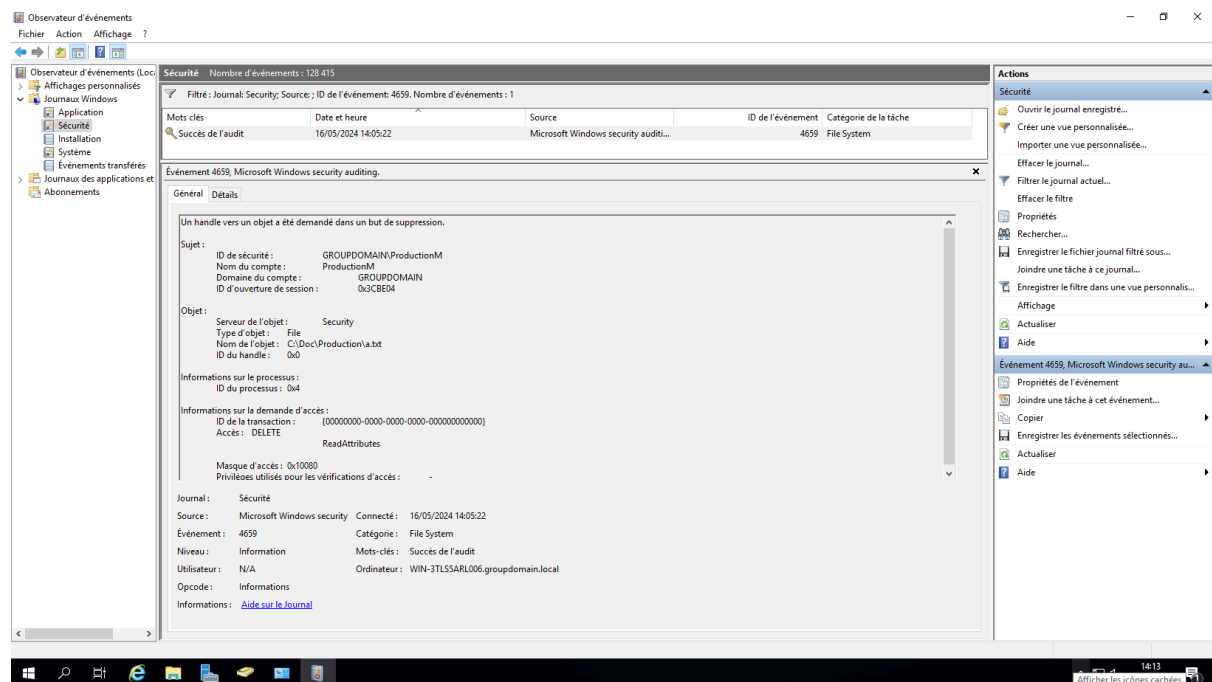 Observateur d'événements
Fichier Action Affichage ?
Observateur d'événements (Loca
Affichages personnalisés
Journaux Windows
Application
Sécurité
Installation
Système
Événements transférés
Journaux des applications et
Abonnements
Sécurité Nombre d'événements : 128 415
Filtré : Journal: Security; Source: ; ID de l'événement: 4659. Nombre d'événements : 1
Mots clés Date et heure Source ID de l'événement Catégorie de la tâche
Succès de l'audit 16/05/2024 14:05:22 Microsoft Windows security auditi... 4659 File System
Événement 4659, Microsoft Windows security auditing.
Général Détails
Un handle vers un objet a été demandé dans un but de suppression.
Sujet :
ID de sécurité : GROUPDOMAIN\ProductionM
Nom du compte : ProductionM
Domaine du compte : GROUPDOMAIN
ID d'ouverture de session : 0x3CBE04
Objet :
Serveur de l'objet : Security
Type d'objet : File
Nom de l'objet : C:\Doc\Production\a.txt
ID du handle : 0x0
Informations sur le processus :
ID du processus : 0x4
Informations sur la demande d'accès :
ID de la transaction : {00000000-0000-0000-0000-000000000000}
Accès : DELETE
ReadAttributes
Masque d'accès : 0x10080
Privilèges utilisés pour les vérifications d'accès : -
Journal : Sécurité
Source : Microsoft Windows security Connecté : 16/05/2024 14:05:22
Événement : 4659 Catégorie : File System
Niveau : Information Mots-clés : Succès de l'audit
Utilisateur : N/A Ordinateur : WIN-3TLS5ARL006.groupdomain.local
Opcode : Informations
Informations : Aide sur le Journal
Actions
Sécurité
Ouvrir le journal enregistré...
Créer une vue personnalisée...
Importer une vue personnalisée...
Effacer le journal...
Filtrer le journal actuel...
Effacer le filtre
Propriétés
Rechercher...
Enregistrer le fichier journal filtré sous...
Joindre une tâche à ce journal...
Enregistrer le filtre dans une vue personnalis...
Affichage
Actualiser
Aide
Événement 4659, Microsoft Windows security au...
Propriétés de l'événement
Joindre une tâche à cet événement...
Copier
Enregistrer les événements sélectionnés...
Actualiser
Aide
14:13
Afficher les icônes cachées